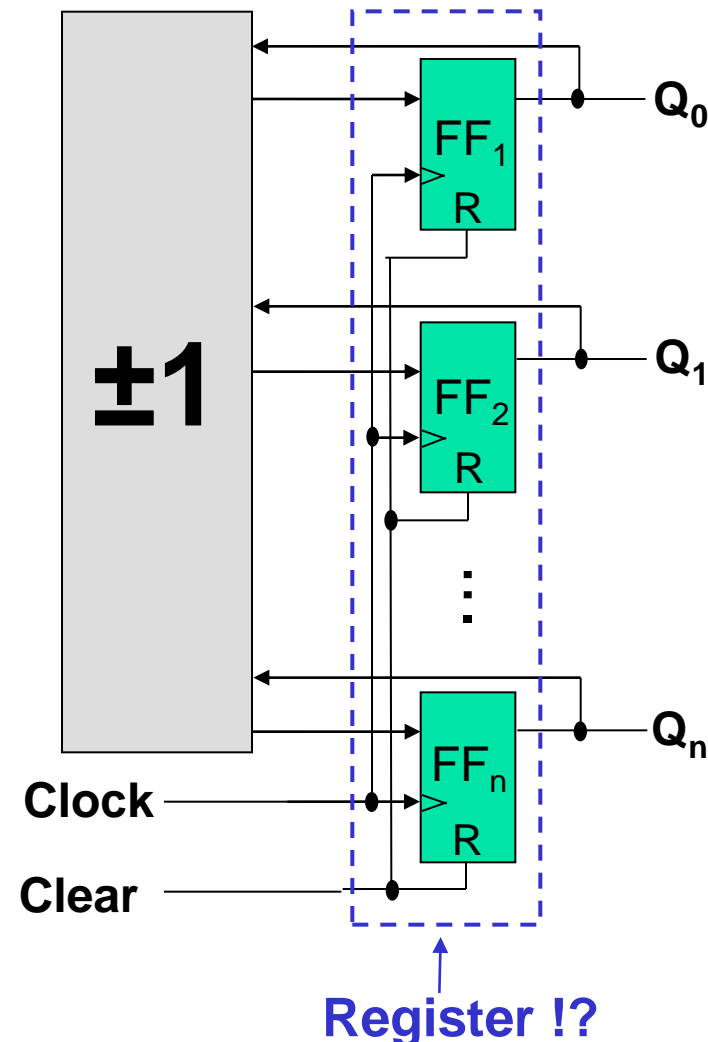 Q0
FF1
R
±1
Q1
FF2
R
⋮
Qn
FFn
Clock
R
Clear
Register !?